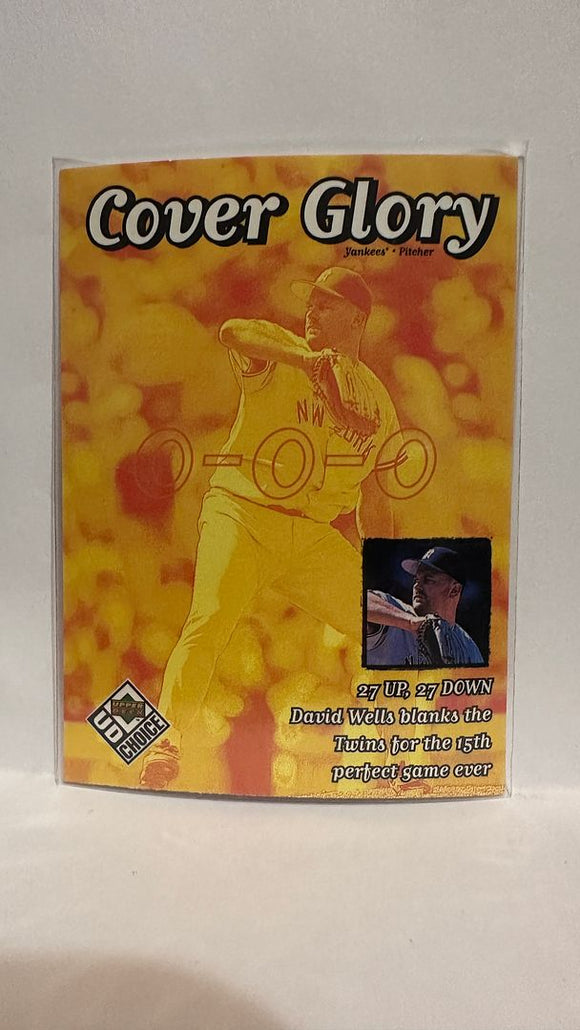 Cover Glory
Yankees® • Pitcher
NEW YORK
0-0-0
27 UP, 27 DOWN
David Wells blanks the
Twins for the 15th
perfect game ever
UPPER
DECK
UD
CHOICE